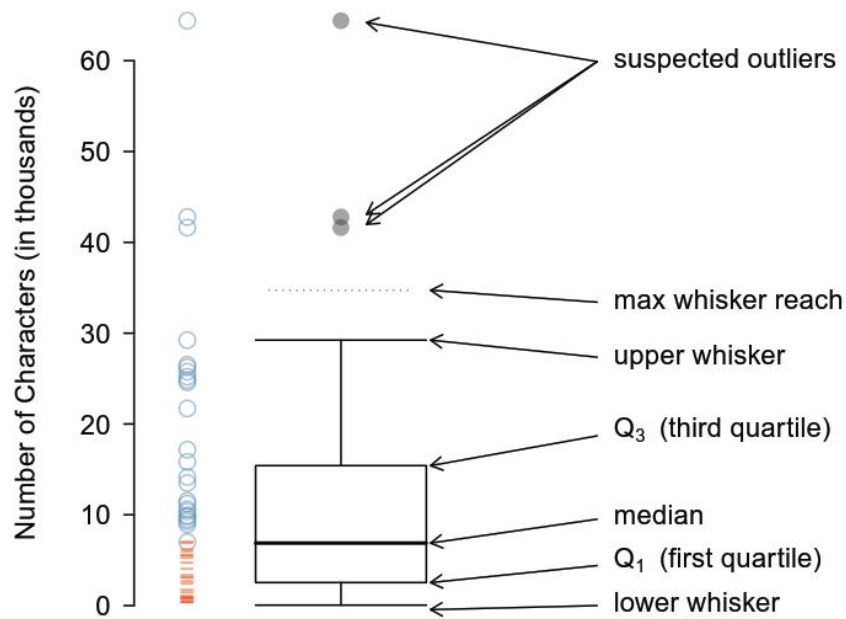 Number of Characters (in thousands)
60
50
40
30
20
10
0
suspected outliers
max whisker reach
upper whisker
Q₃ (third quartile)
median
Q₁ (first quartile)
lower whisker